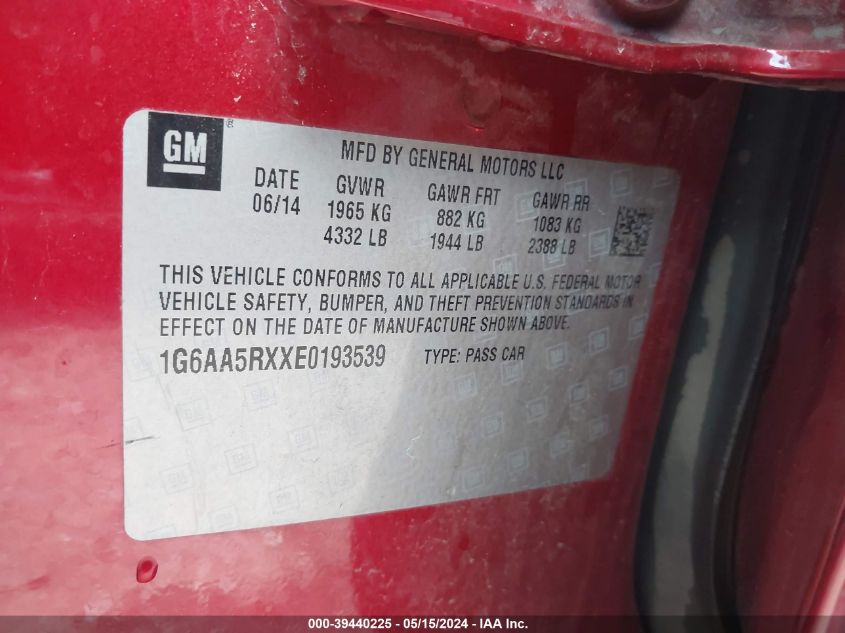 GM®
MFD BY GENERAL MOTORS LLC
DATE GVWR GAWR FRT GAWR RR
06/14 1965 KG 882 KG 1083 KG
4332 LB 1944 LB 2388 LB
THIS VEHICLE CONFORMS TO ALL APPLICABLE U.S. FEDERAL MOTOR
VEHICLE SAFETY, BUMPER, AND THEFT PREVENTION STANDARDS IN
EFFECT ON THE DATE OF MANUFACTURE SHOWN ABOVE.
1G6AA5RXXE0193539 TYPE: PASS CAR
000-39440225 - 05/15/2024 - IAA Inc.